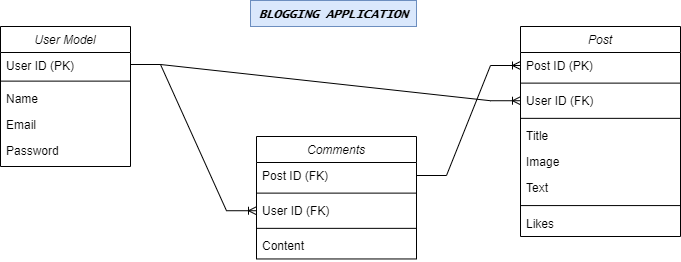 BLOGGING APPLICATION
User Model
User ID (PK)
Name
Email
Password
Comments
Post ID (FK)
User ID (FK)
Content
Post
Post ID (PK)
User ID (FK)
Title
Image
Text
Likes